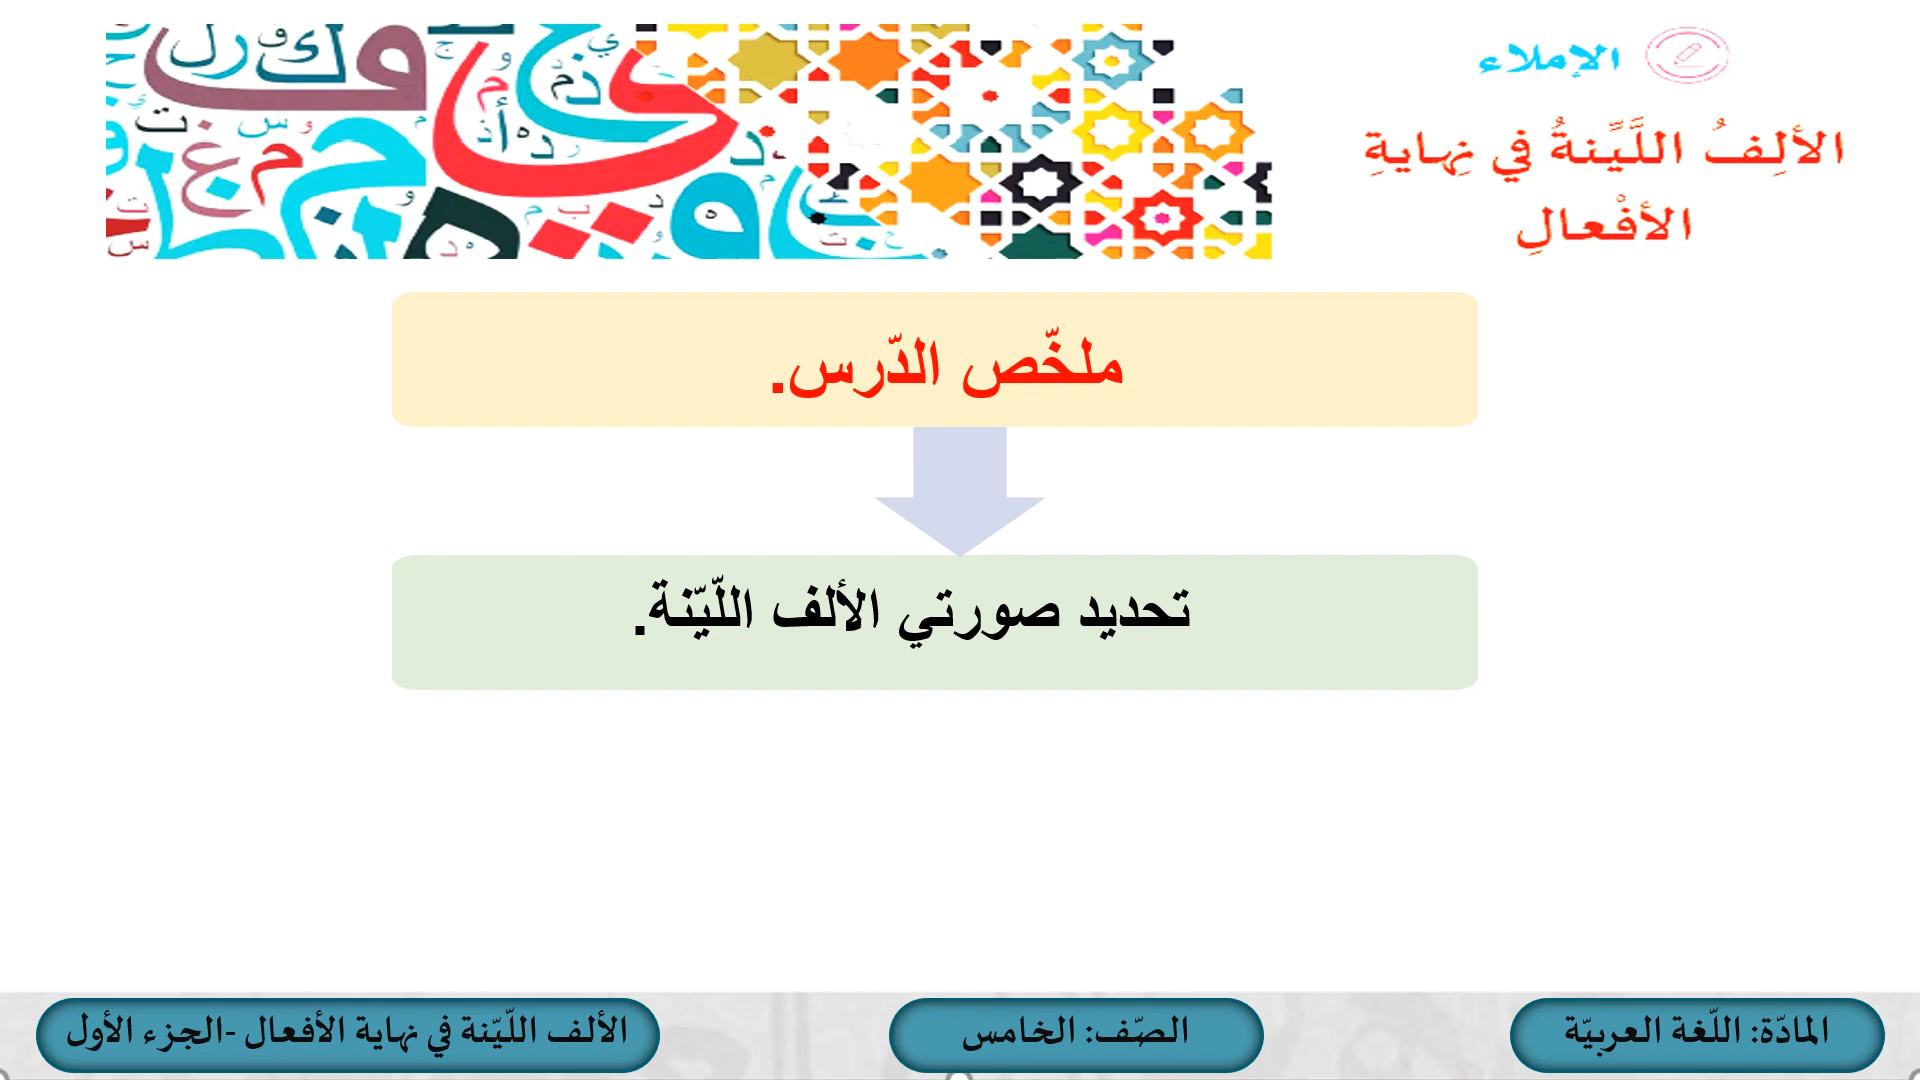 الإملاء
الألِفُ اللَّيِّنةُ في نِهايةِ
الأفْعالِ
ملخّص الدّرس.
تحديد صورتي الألف اللّيّنة.
المادّة: اللّغة العربيّة
الصّف: الخامس
الألف اللّيّنة في نهاية الأفعال -الجزء الأول